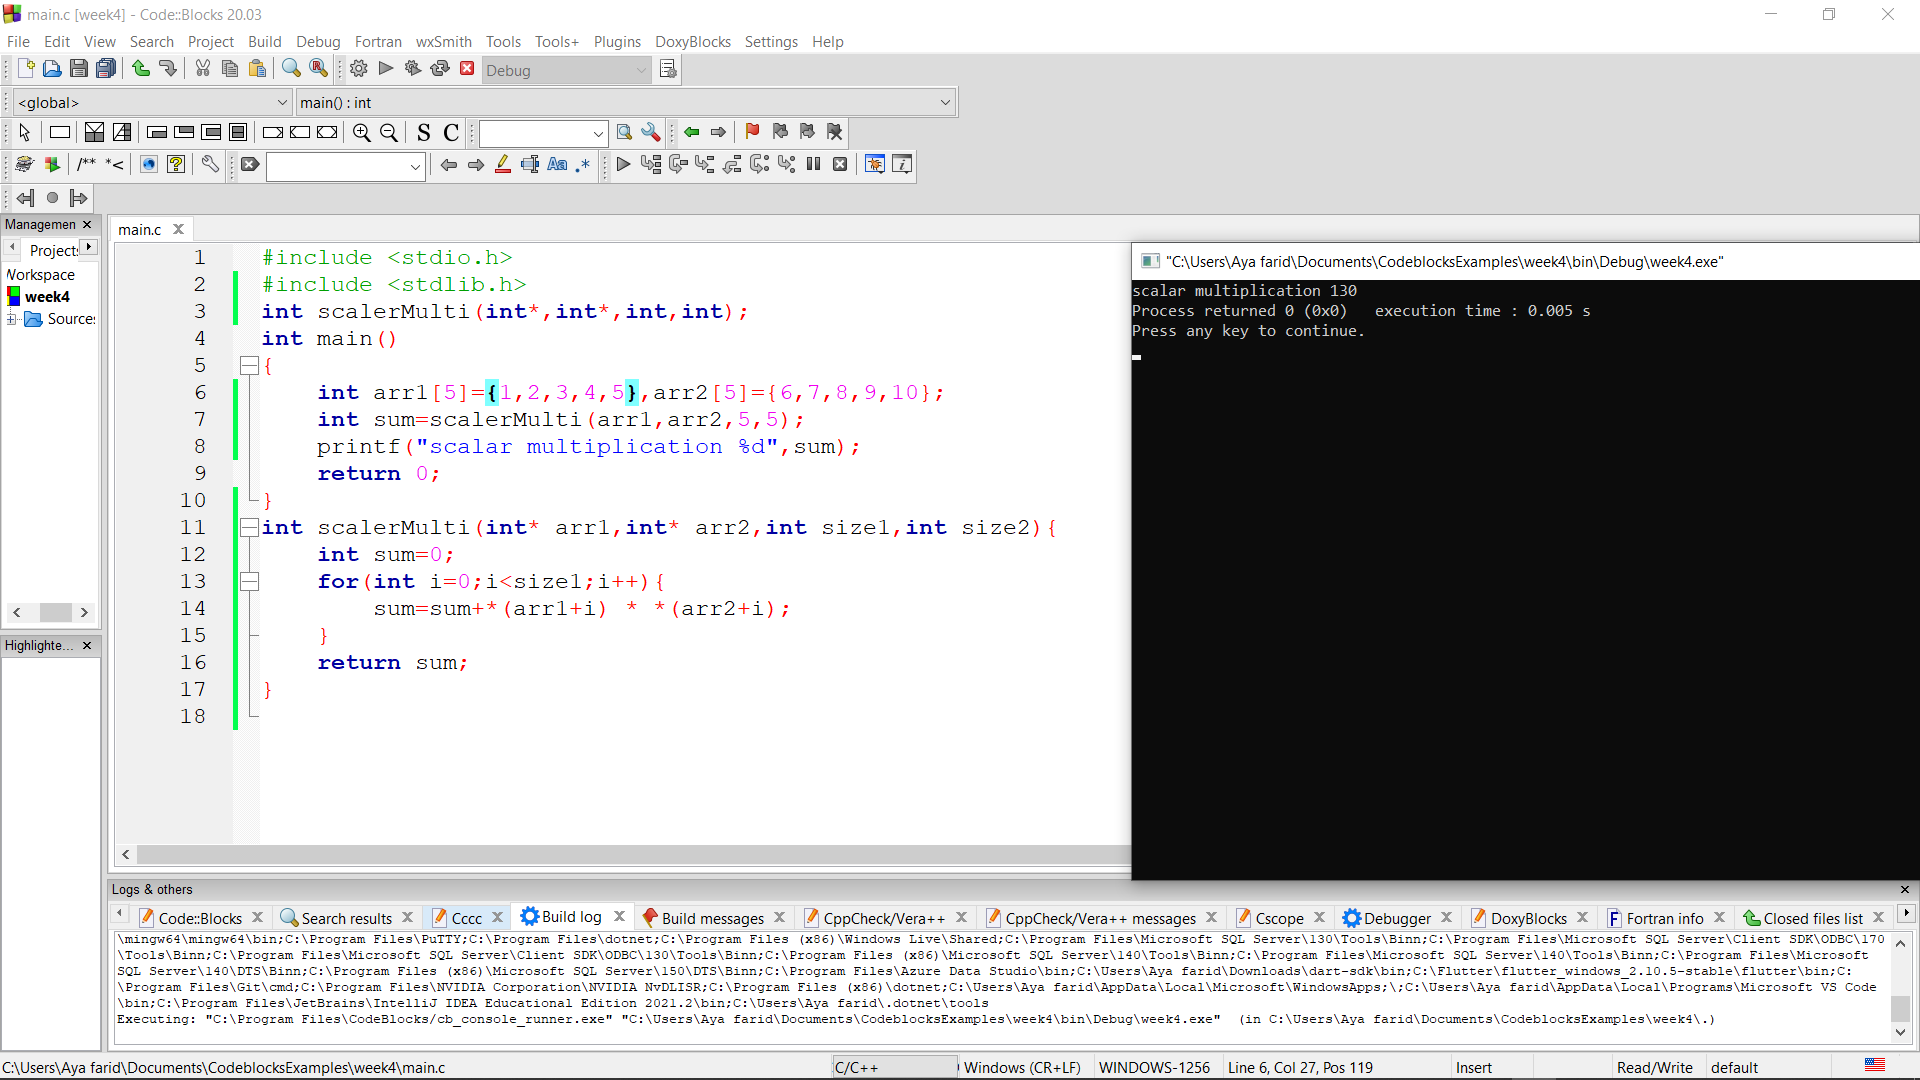 main.c [week4] - Code::Blocks 20.03
File Edit View Search Project Build Debug Fortran wxSmith Tools Tools+ Plugins DoxyBlocks Settings Help
Debug
<global> main() : int
S C
/** *< Aa .*
Managemen
Projects
Workspace
week4
Sources
Highlighte...
main.c
1 #include <stdio.h>
2 #include <stdlib.h>
3 int scalerMulti(int*,int*,int,int);
4 int main()
5 {
6 int arr1[5]={1,2,3,4,5},arr2[5]={6,7,8,9,10};
7 int sum=scalerMulti(arr1,arr2,5,5);
8 printf("scalar multiplication %d",sum);
9 return 0;
10 }
11 int scalerMulti(int* arr1,int* arr2,int size1,int size2){
12 int sum=0;
13 for(int i=0;i<size1;i++){
14 sum=sum+*(arr1+i) * *(arr2+i);
15 }
16 return sum;
17 }
18
"C:\Users\Aya farid\Documents\CodeblocksExamples\week4\bin\Debug\week4.exe"
scalar multiplication 130
Process returned 0 (0x0) execution time : 0.005 s
Press any key to continue.
Logs & others
Code::Blocks Search results Cccc Build log Build messages CppCheck/Vera++ CppCheck/Vera++ messages Cscope Debugger DoxyBlocks Fortran info Closed files list
\mingw64\mingw64\bin;C:\Program Files\PuTTY;C:\Program Files\dotnet;C:\Program Files (x86)\Windows Live\Shared;C:\Program Files\Microsoft SQL Server\130\Tools\Binn;C:\Program Files\Microsoft SQL Server\Client SDK\ODBC\170
\Tools\Binn;C:\Program Files\Microsoft SQL Server\Client SDK\ODBC\130\Tools\Binn;C:\Program Files (x86)\Microsoft SQL Server\140\Tools\Binn;C:\Program Files\Microsoft SQL Server\140\Tools\Binn;C:\Program Files\Microsoft
SQL Server\140\DTS\Binn;C:\Program Files (x86)\Microsoft SQL Server\150\DTS\Binn;C:\Program Files\Azure Data Studio\bin;C:\Users\Aya farid\Downloads\dart-sdk\bin;C:\Flutter\flutter_windows_2.10.5-stable\flutter\bin;C:
\Program Files\Git\cmd;C:\Program Files\NVIDIA Corporation\NVIDIA NvDLISR;C:\Program Files (x86)\dotnet;C:\Users\Aya farid\AppData\Local\Microsoft\WindowsApps;\;C:\Users\Aya farid\AppData\Local\Programs\Microsoft VS Code
\bin;C:\Program Files\JetBrains\IntelliJ IDEA Educational Edition 2021.2\bin;C:\Users\Aya farid\.dotnet\tools
Executing: "C:\Program Files\CodeBlocks/cb_console_runner.exe" "C:\Users\Aya farid\Documents\CodeblocksExamples\week4\bin\Debug\week4.exe" (in C:\Users\Aya farid\Documents\CodeblocksExamples\week4\.)
C:\Users\Aya farid\Documents\CodeblocksExamples\week4\main.c C/C++ Windows (CR+LF) WINDOWS-1256 Line 6, Col 27, Pos 119 Insert Read/Write default